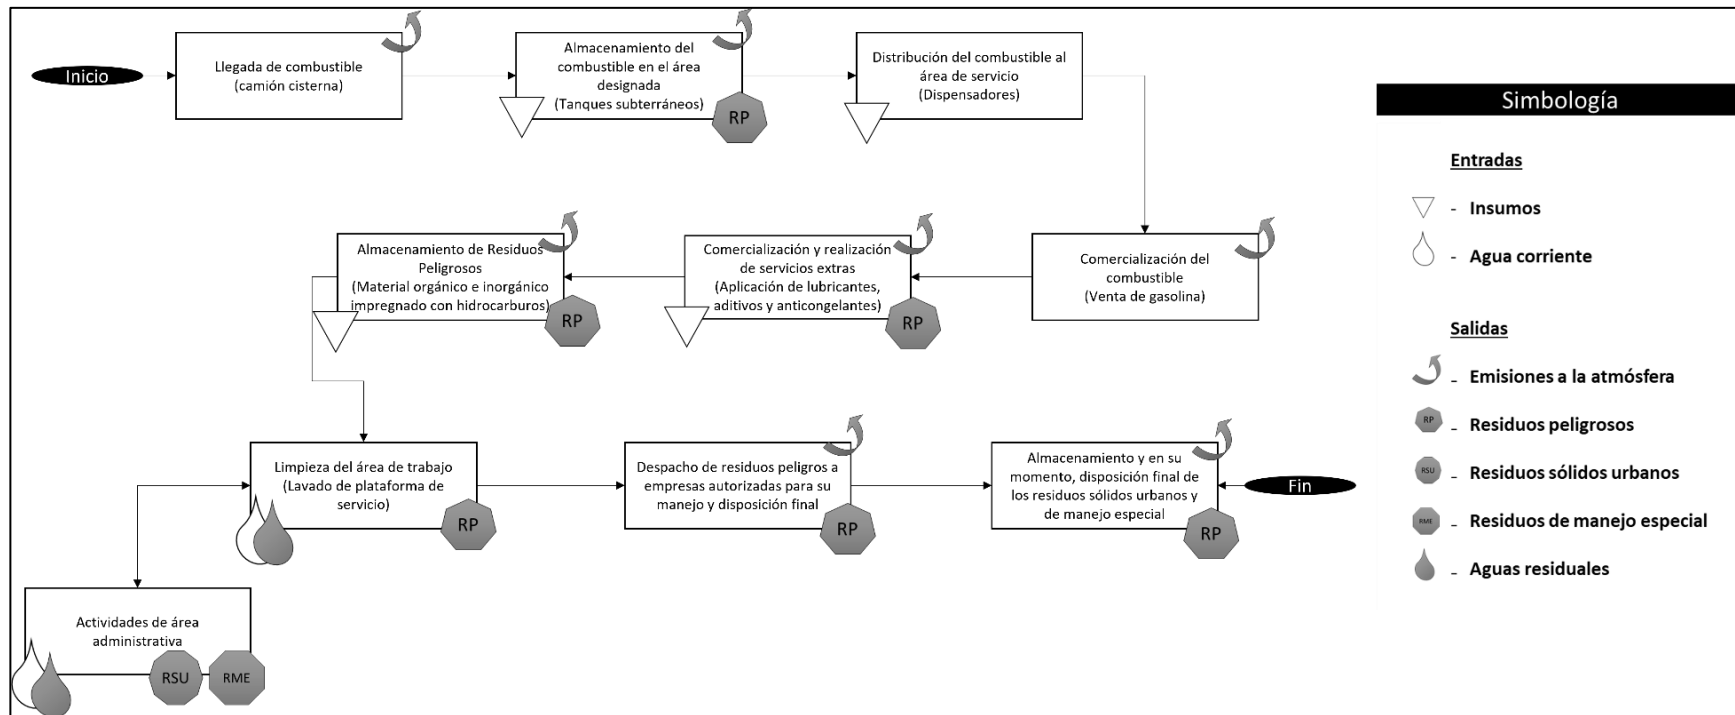 Inicio
Llegada de combustible
(camión cisterna)
Almacenamiento del
combustible en el área
designada
(Tanques subterráneos)
RP
Distribución del combustible al
área de servicio
(Dispensadores)
Almacenamiento de Residuos
Peligrosos
(Material orgánico e inorgánico
impregnado con hidrocarburos)
RP
Comercialización y realización
de servicios extras
(Aplicación de lubricantes,
aditivos y anticongelantes)
RP
Comercialización del
combustible
(Venta de gasolina)
Limpieza del área de trabajo
(Lavado de plataforma de
servicio)
RP
Despacho de residuos peligros a
empresas autorizadas para su
manejo y disposición final
RP
Almacenamiento y en su
momento, disposición final de
los residuos sólidos urbanos y
de manejo especial
RP
Fin
Actividades de área
administrativa
RSU
RME
Simbología
Entradas
- Insumos
- Agua corriente
Salidas
- Emisiones a la atmósfera
RP - Residuos peligrosos
RSU - Residuos sólidos urbanos
RME - Residuos de manejo especial
- Aguas residuales